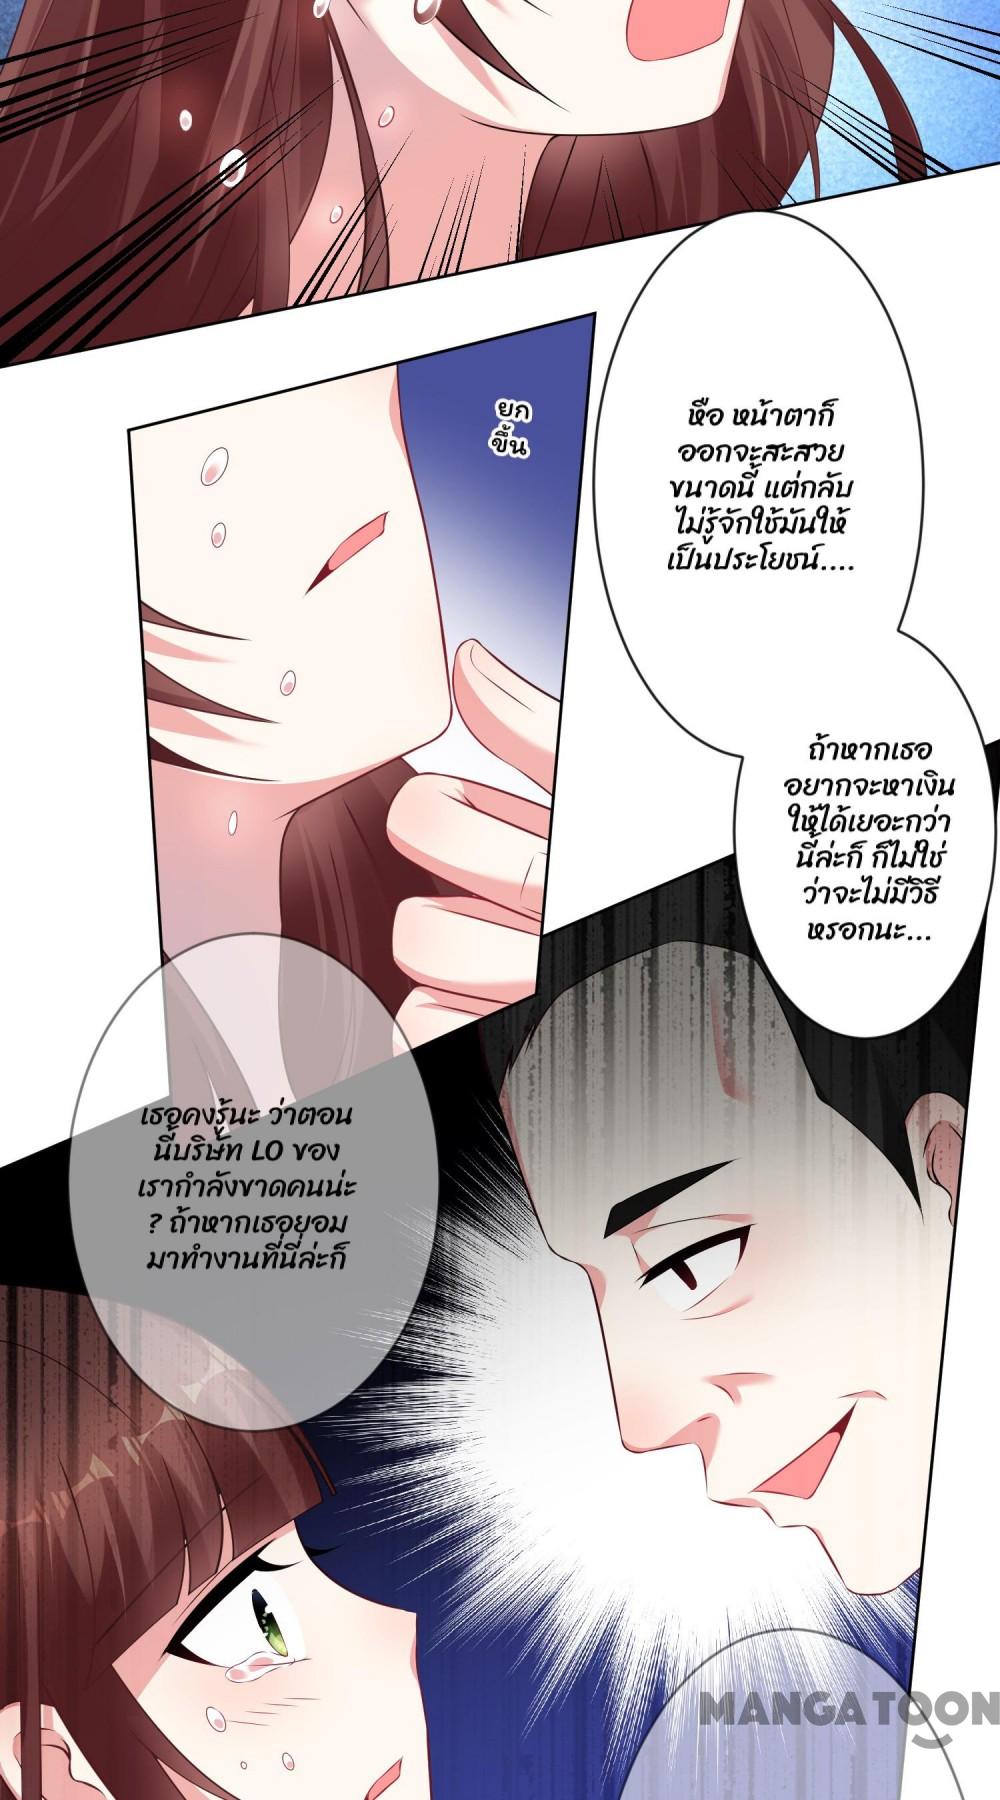 หือ หน้าตาก็
ออกจะสะสวย
ขนาดนี้ แต่กลับ
ไม่รู้จักใช้มันให้
เป็นประโยชน์....
ยก
ขึ้น
ถ้าหากเธอ
อยากจะหาเงิน
ให้ได้เยอะกว่า
นี้ล่ะก็ ก็ไม่ใช่
ว่าจะไม่มีวิธี
หรอกนะ...
เธอคงรู้นะ ว่าตอน
นี้บริษัท LO ของ
เรากำลังขาดคนน่ะ
? ถ้าหากเธอยอม
มาทำงานที่นี่ล่ะก็
MANGATOON